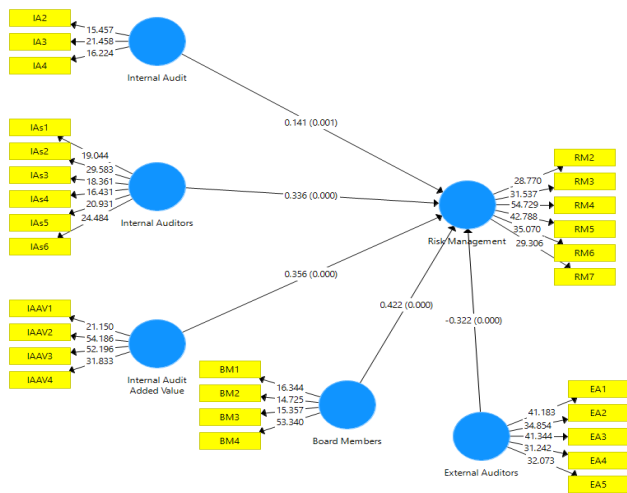 IA2
IA3
IA4
15.457
21.458
16.224
Internal Audit
0.141 (0.001)
IAs1
IAs2
IAs3
IAs4
IAs5
IAs6
19.044
29.583
18.361
16.431
20.931
24.484
Internal Auditors
0.336 (0.000)
RM2
RM3
RM4
RM5
RM6
RM7
28.770
31.537
54.729
42.788
35.070
29.306
Risk Management
0.356 (0.000)
IAAV1
IAAV2
IAAV3
IAAV4
21.150
54.186
52.196
31.833
Internal Audit
Added Value
0.422 (0.000)
-0.322 (0.000)
BM1
BM2
BM3
BM4
16.344
14.725
15.357
53.340
Board Members
EA1
EA2
EA3
EA4
EA5
41.183
34.854
41.344
31.242
32.073
External Auditors